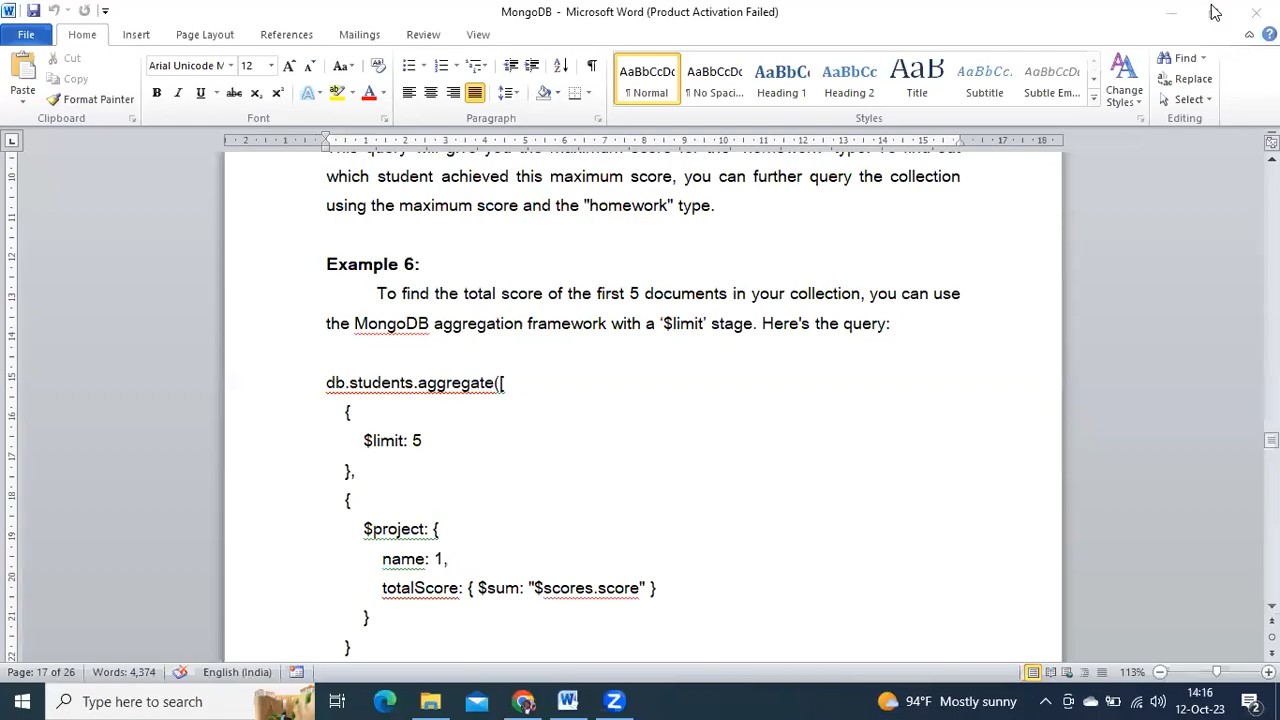 MongoDB - Microsoft Word (Product Activation Failed)
File Home Insert Page Layout References Mailings Review View
Paste
Cut
Copy
Format Painter
Clipboard
Arial Unicode M 12
Font
Paragraph
AaBbCcDc
¶ Normal
AaBbCcDc
¶ No Spaci...
AaBbC
Heading 1
AaBbCc
Heading 2
AaB
Title
AaBbCcL
Subtitle
AaBbCcDc
Subtle Em...
Change
Styles
Styles
Find
Replace
Select
Editing
which student achieved this maximum score, you can further query the collection
using the maximum score and the "homework" type.
Example 6:
To find the total score of the first 5 documents in your collection, you can use
the MongoDB aggregation framework with a ‘$limit’ stage. Here's the query:
db.students.aggregate([
{
$limit: 5
},
{
$project: {
name: 1,
totalScore: { $sum: "$scores.score" }
}
}
Page: 17 of 26 Words: 4,374 English (India) 113%
Type here to search
94°F Mostly sunny
14:16
12-Oct-23
2